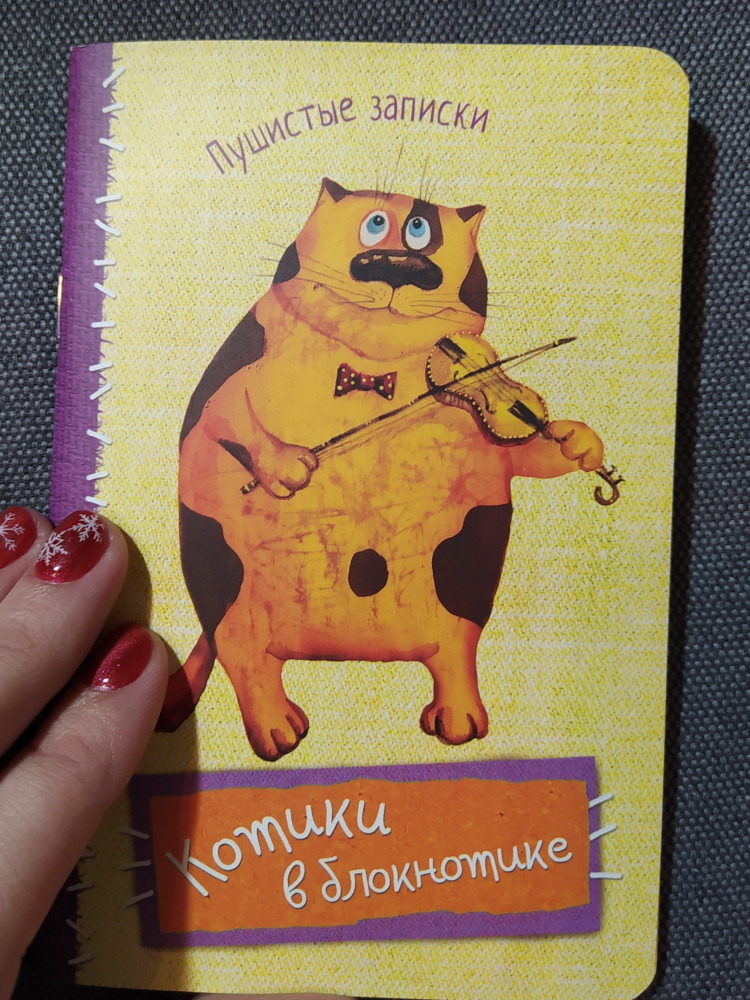 Пушистые записки
Котики
в блокнотике